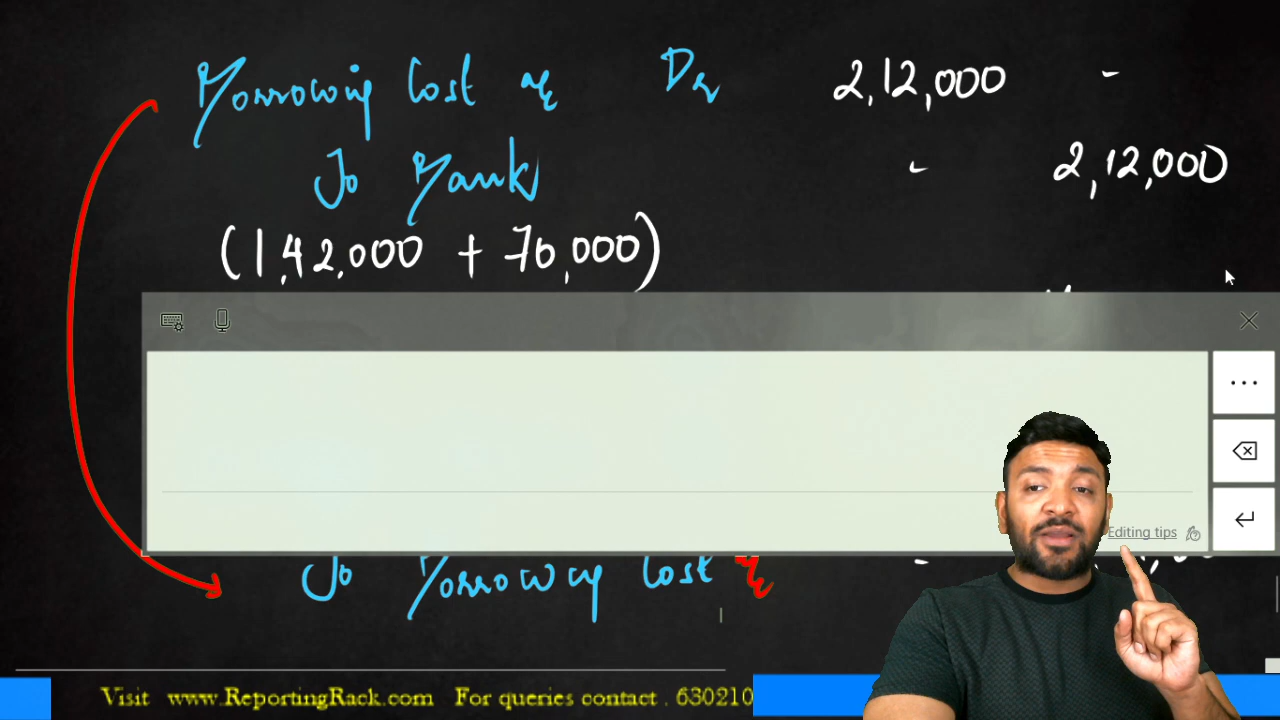 Borrowing Cost a/c Dr 2,12,000 -
To Bank - 2,12,000
(1,42,000 + 70,000)
Editing tips
To Borrowing Cost a/c -
Visit www.ReportingRack.com For queries contact . 630210